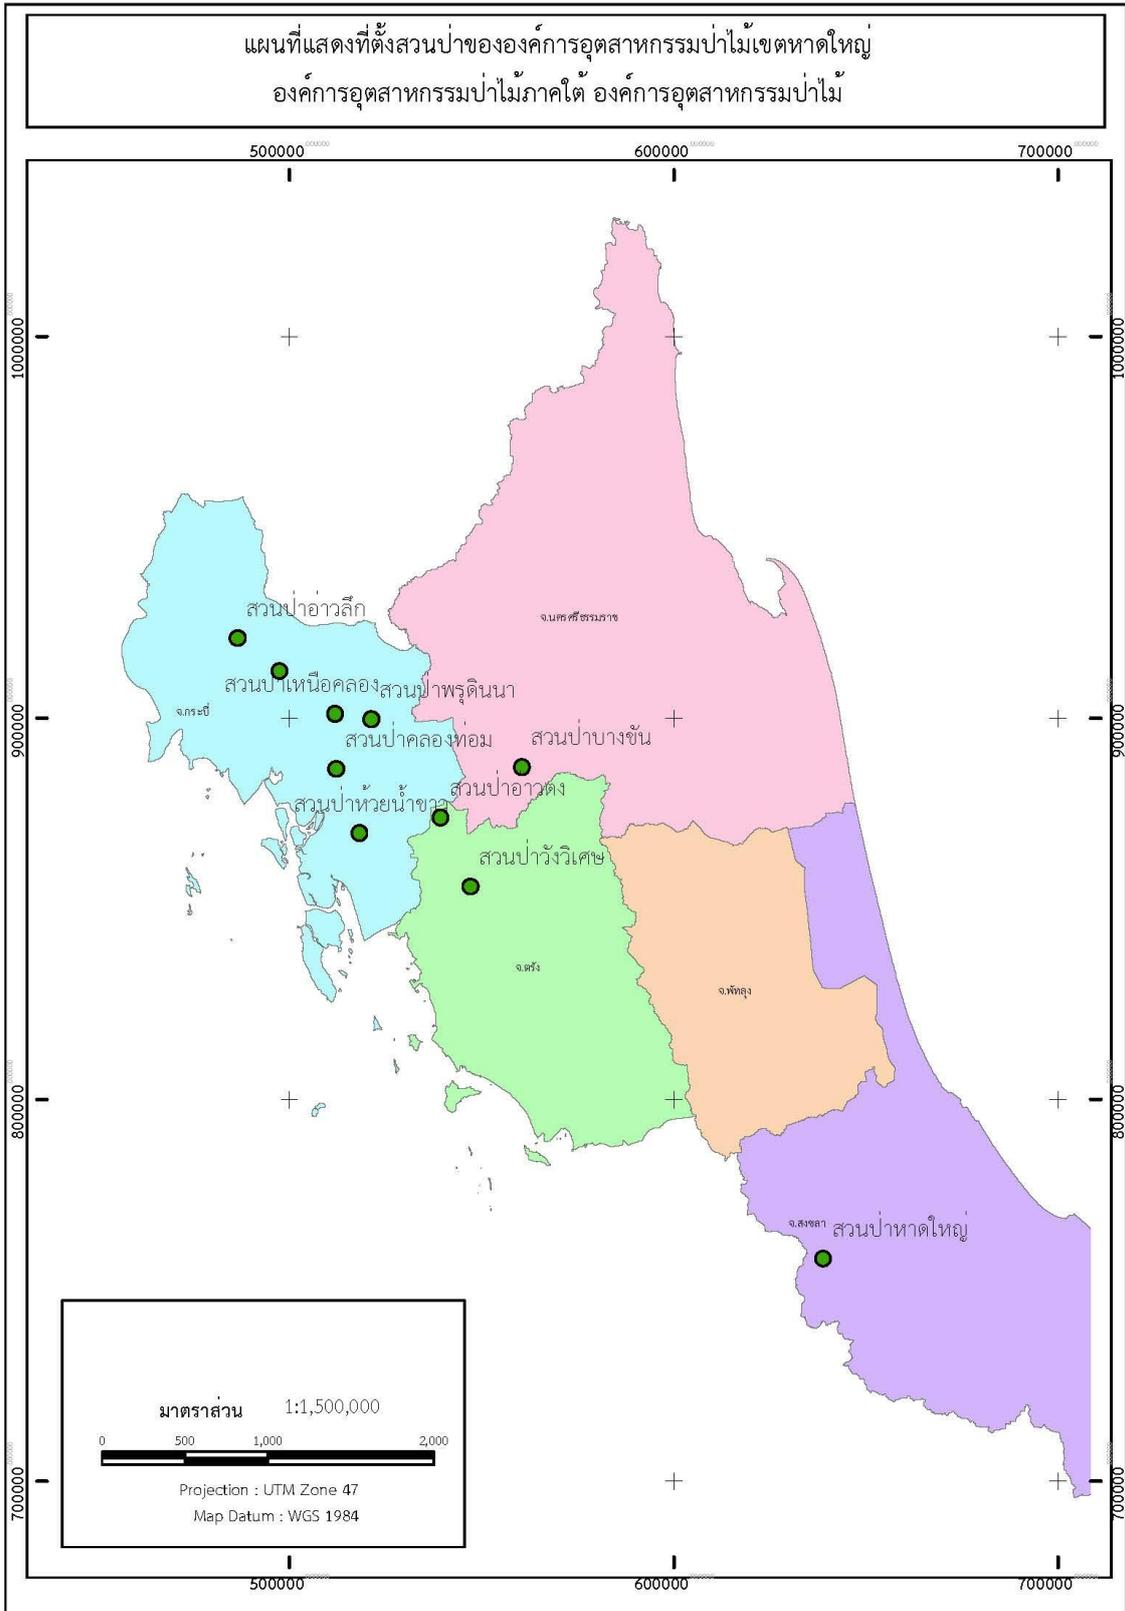 แผนที่แสดงที่ตั้งสวนป่าขององค์การอุตสาหกรรมป่าไม้เขตหาดใหญ่
องค์การอุตสาหกรรมป่าไม้ภาคใต้ องค์การอุตสาหกรรมป่าไม้
500000 600000 700000
1000000 1000000
สวนป่าอ่าวลึก
จ.นครศรีธรรมราช
สวนป่าเหนือคลอง สวนป่าพรุดินนา
จ.กระบี่
900000 900000
สวนป่าคลองท่อม สวนป่าบางขัน
สวนป่าห้วยน้ำขาว สวนป่าอาวตง
สวนป่าวังวิเศษ
จ.ตรัง
จ.พัทลุง
800000 800000
จ.สงขลา สวนป่าหาดใหญ่
มาตราส่วน 1:1,500,000
0 500 1,000 2,000
Projection : UTM Zone 47
Map Datum : WGS 1984
700000 700000
500000 600000 700000